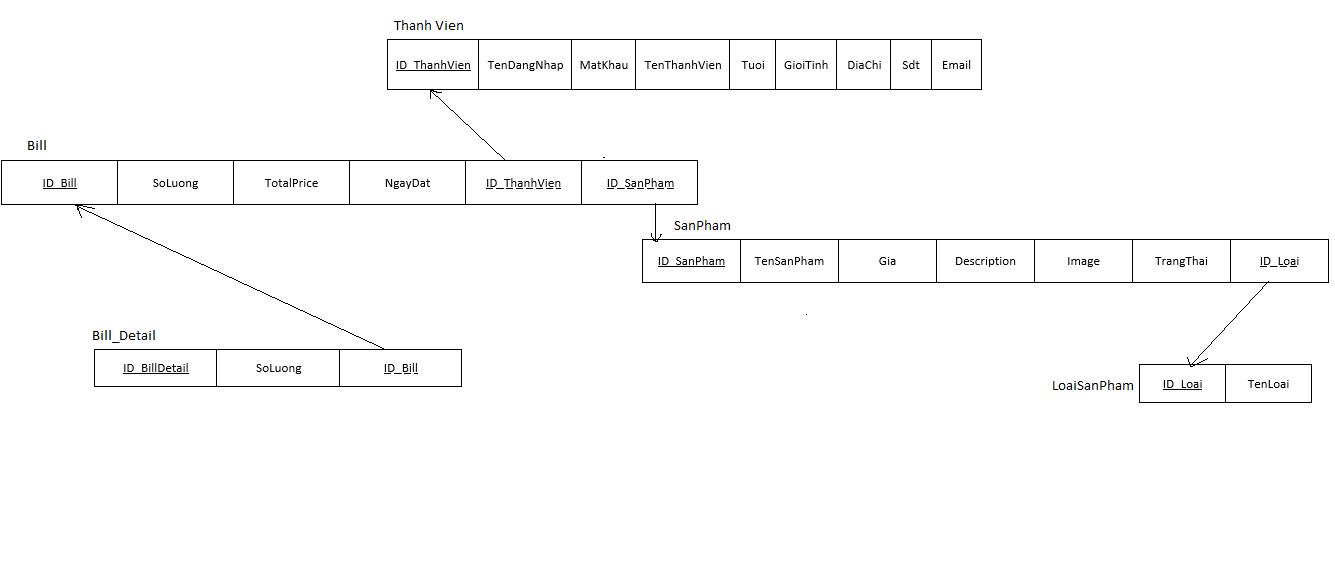 Thanh Vien
ID_ThanhVien TenDangNhap MatKhau TenThanhVien Tuoi GioiTinh DiaChi Sdt Email
Bill
ID_Bill SoLuong TotalPrice NgayDat ID_ThanhVien ID_SanPham
SanPham
ID_SanPham TenSanPham Gia Description Image TrangThai ID_Loai
Bill_Detail
ID_BillDetail SoLuong ID_Bill
LoaiSanPham ID_Loai TenLoai